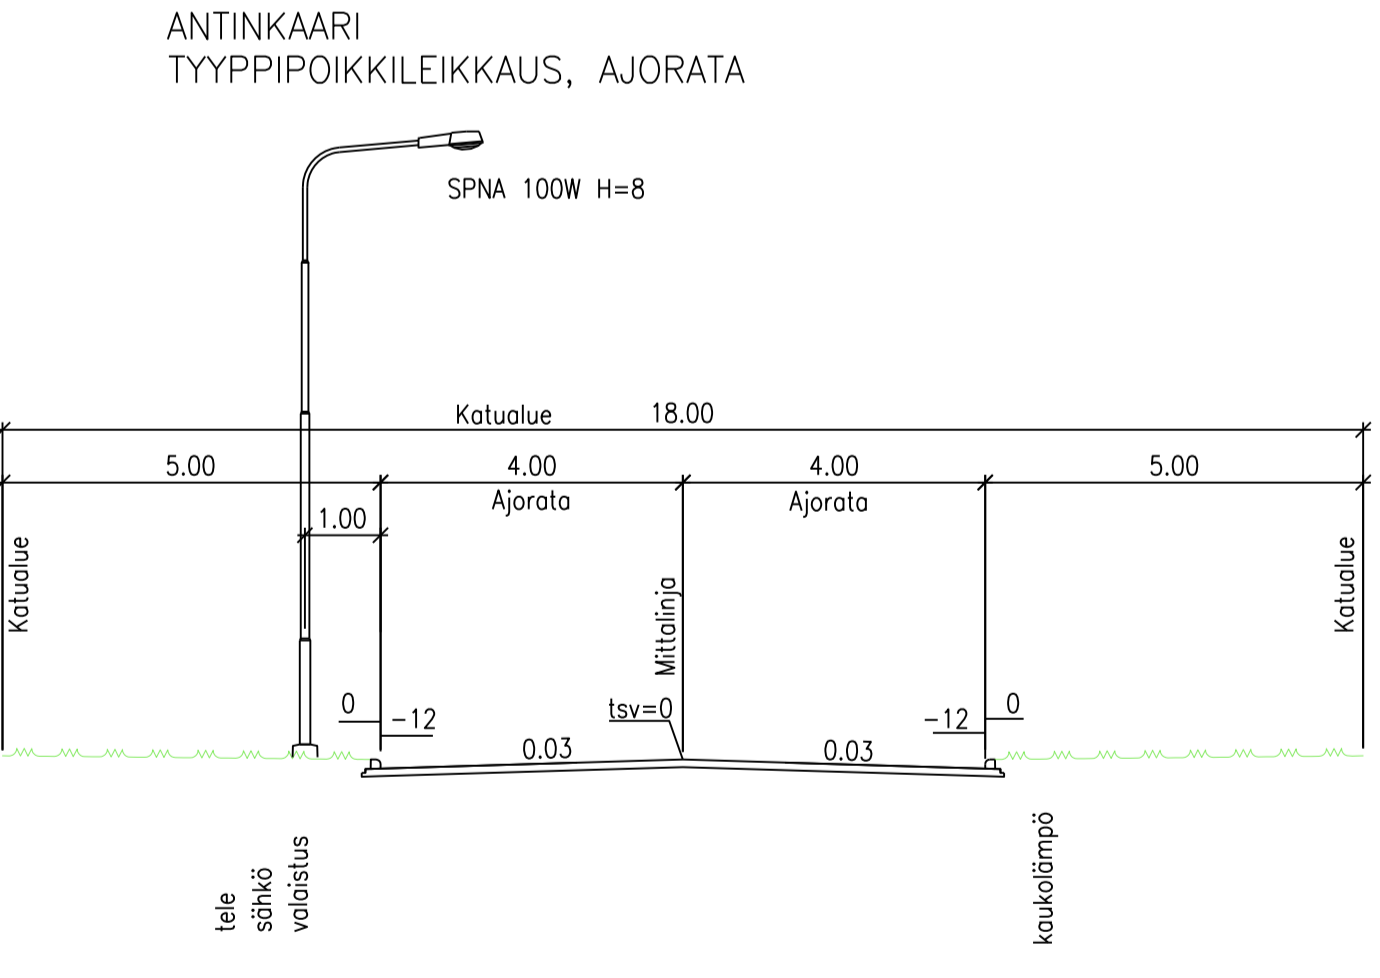 ANTINKAARI
TYYPPIPOIKKILEIKKAUS, AJORATA
SPNA 100W H=8
Katualue 18.00
5.00 4.00 4.00 5.00
Ajorata Ajorata
1.00
Katualue
Mittalinja
Katualue
0 -12 tsv=0 -12 0
0.03 0.03
tele
sähkö
valaistus
kaukolämpö